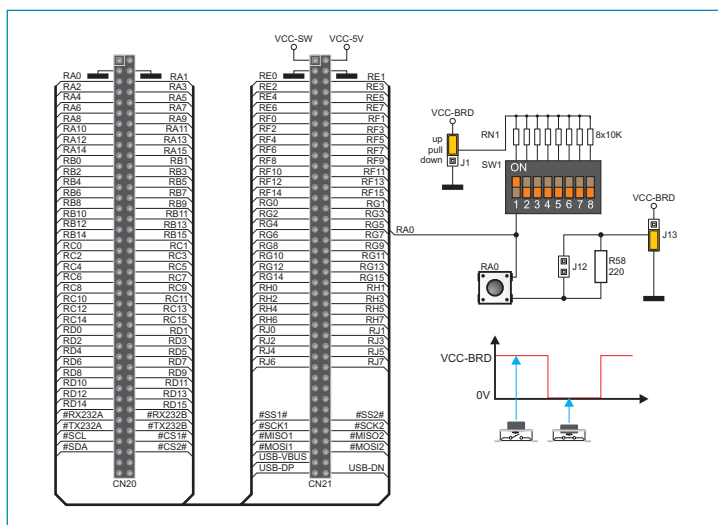 VCC-SW VCC-5V
RA0 RA1
RA2 RA3
RA4 RA5
RA6 RA7
RA8 RA9
RA10 RA11
RA12 RA13
RA14 RA15
RB0 RB1
RB2 RB3
RB4 RB5
RB6 RB7
RB8 RB9
RB10 RB11
RB12 RB13
RB14 RB15
RC0 RC1
RC2 RC3
RC4 RC5
RC6 RC7
RC8 RC9
RC10 RC11
RC12 RC13
RC14 RC15
RD0 RD1
RD2 RD3
RD4 RD5
RD6 RD7
RD8 RD9
RD10 RD11
RD12 RD13
RD14 RD15
#RX232A #RX232B
#TX232A #TX232B
#SCL #CS1#
#SDA #CS2#
CN20
RE0 RE1
RE2 RE3
RE4 RE5
RE6 RE7
RF0 RF1
RF2 RF3
RF4 RF5
RF6 RF7
RF8 RF9
RF10 RF11
RF12 RF13
RF14 RF15
RG0 RG1
RG2 RG3
RG4 RG5
RG6 RG7
RG8 RG9
RG10 RG11
RG12 RG13
RG14 RG15
RH0 RH1
RH2 RH3
RH4 RH5
RH6 RH7
RJ0 RJ1
RJ2 RJ3
RJ4 RJ5
RJ6 RJ7
#SS1# #SS2#
#SCK1 #SCK2
#MISO1 #MISO2
#MOSI1 #MOSI2
USB-VBUS
USB-DP USB-DN
CN21
VCC-BRD
up
pull
down
J1
RN1 8x10K
SW1
ON
1 2 3 4 5 6 7 8
RA0
VCC-BRD
J13
J12
R58
220
RA0
VCC-BRD
0V